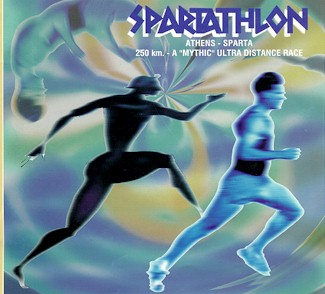 SPARTATHLON
ATHENS - SPARTA
250 km. - A "MYTHIC" ULTRA DISTANCE RACE